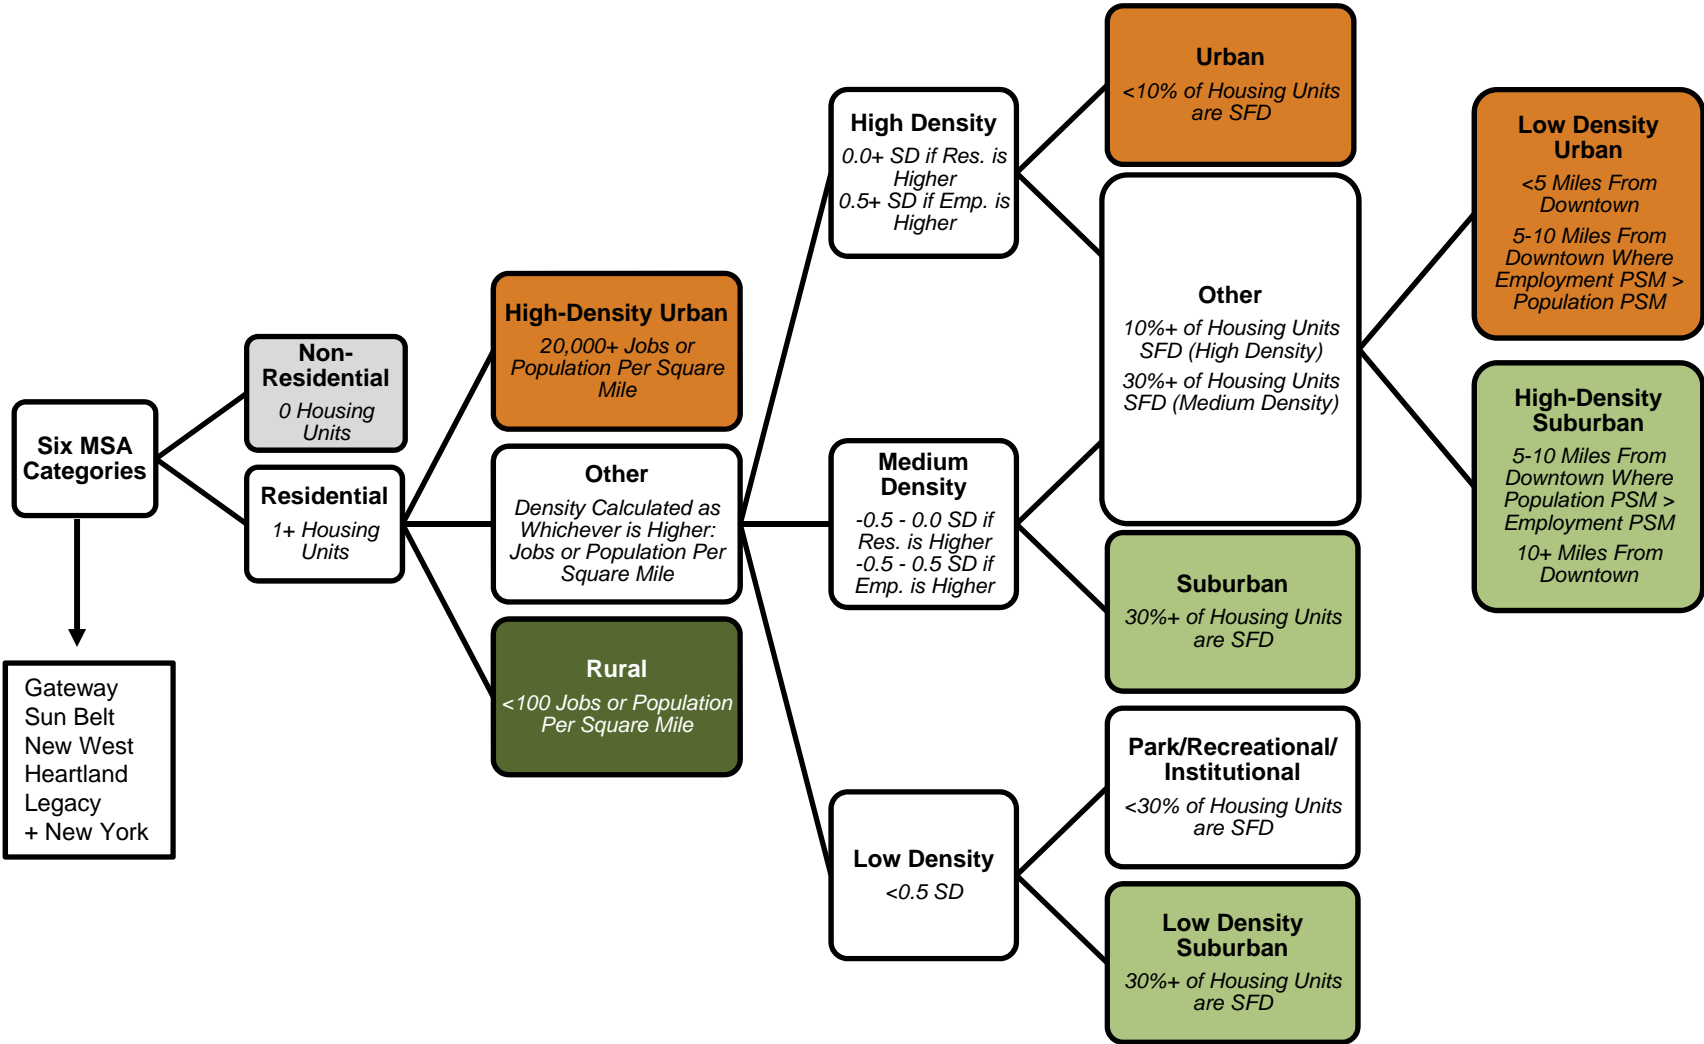 Six MSA
Categories
Gateway
Sun Belt
New West
Heartland
Legacy
+ New York
Non-
Residential
0 Housing
Units
Residential
1+ Housing
Units
High-Density Urban
20,000+ Jobs or
Population Per Square
Mile
Other
Density Calculated as
Whichever is Higher:
Jobs or Population Per
Square Mile
Rural
<100 Jobs or Population
Per Square Mile
High Density
0.0+ SD if Res. is
Higher
0.5+ SD if Emp. is
Higher
Medium
Density
-0.5 - 0.0 SD if
Res. is Higher
-0.5 - 0.5 SD if
Emp. is Higher
Low Density
<0.5 SD
Urban
<10% of Housing Units
are SFD
Other
10%+ of Housing Units
SFD (High Density)
30%+ of Housing Units
SFD (Medium Density)
Suburban
30%+ of Housing Units
are SFD
Park/Recreational/
Institutional
<30% of Housing Units
are SFD
Low Density
Suburban
30%+ of Housing Units
are SFD
Low Density
Urban
<5 Miles From
Downtown
5-10 Miles From
Downtown Where
Employment PSM >
Population PSM
High-Density
Suburban
5-10 Miles From
Downtown Where
Population PSM >
Employment PSM
10+ Miles From
Downtown